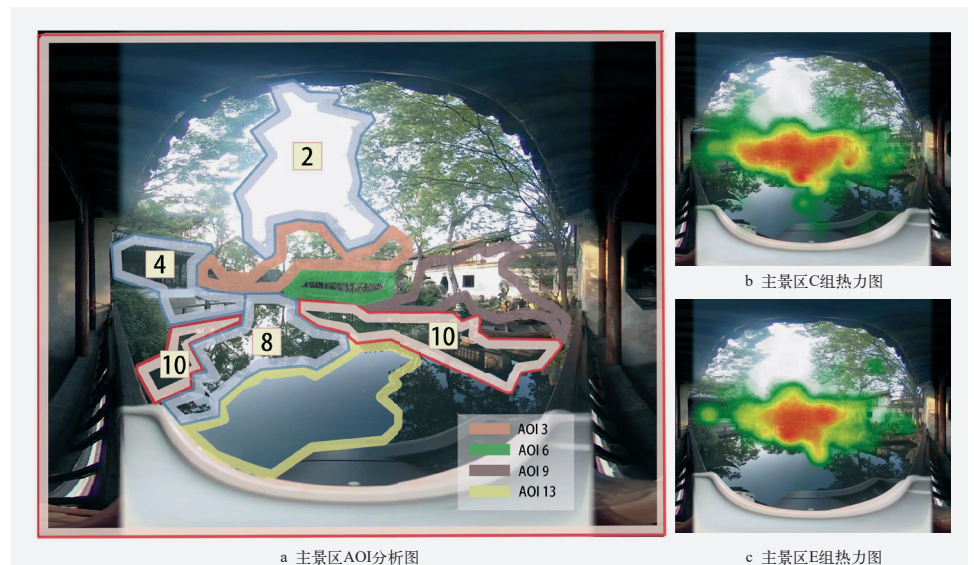 2
4
8
10
10
AOI 3
AOI 6
AOI 9
AOI 13
a 主景区AOI分析图
b 主景区C组热力图
c 主景区E组热力图